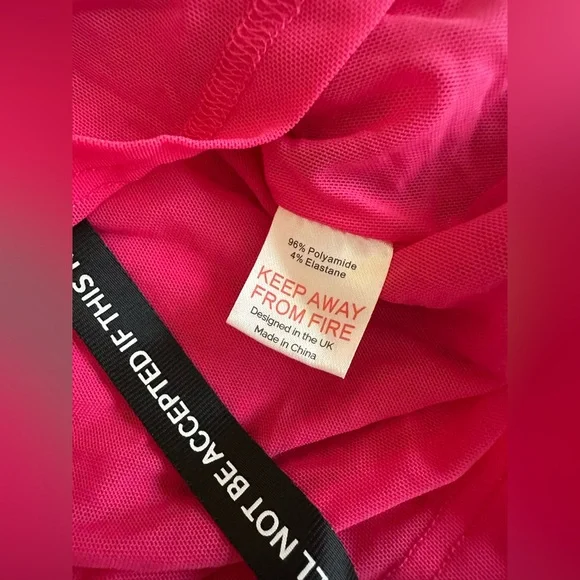 96% Polyamide
4% Elastane
KEEP AWAY
FROM FIRE
Designed in the UK
Made in China
LL NOT BE ACCEPTED IF THIS